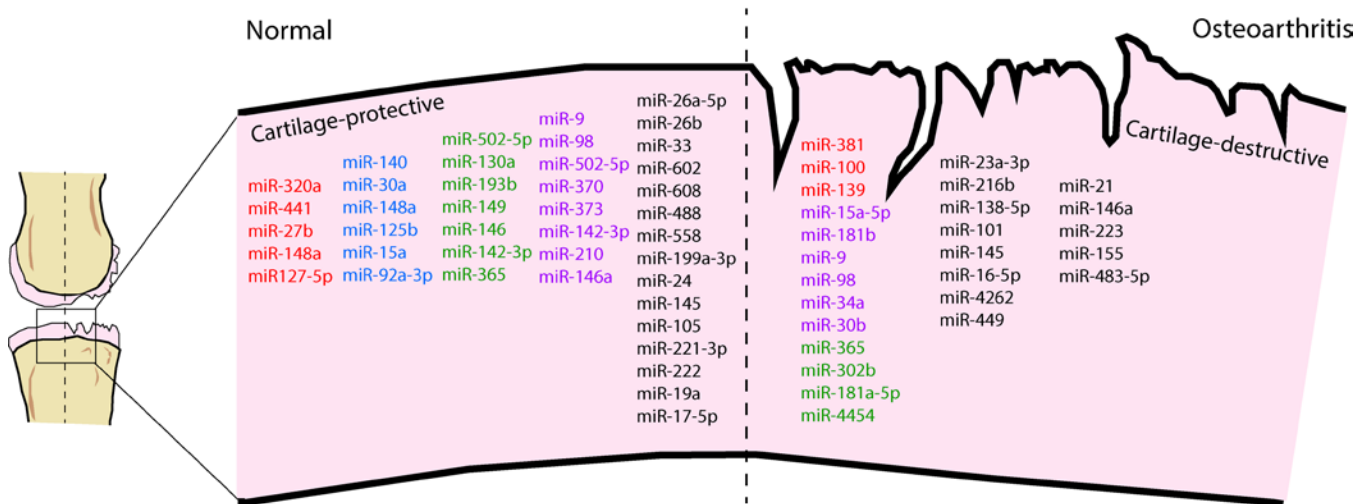 Normal
Osteoarthritis
Cartilage-protective
miR-320a
miR-441
miR-27b
miR-148a
miR127-5p
miR-140
miR-30a
miR-148a
miR-125b
miR-15a
miR-92a-3p
miR-502-5p
miR-130a
miR-193b
miR-149
miR-146
miR-142-3p
miR-365
miR-9
miR-98
miR-502-5p
miR-370
miR-373
miR-142-3p
miR-210
miR-146a
miR-26a-5p
miR-26b
miR-33
miR-602
miR-608
miR-488
miR-558
miR-199a-3p
miR-24
miR-145
miR-105
miR-221-3p
miR-222
miR-19a
miR-17-5p
Cartilage-destructive
miR-381
miR-100
miR-139
miR-15a-5p
miR-181b
miR-9
miR-98
miR-34a
miR-30b
miR-365
miR-302b
miR-181a-5p
miR-4454
miR-23a-3p
miR-216b
miR-138-5p
miR-101
miR-145
miR-16-5p
miR-4262
miR-449
miR-21
miR-146a
miR-223
miR-155
miR-483-5p